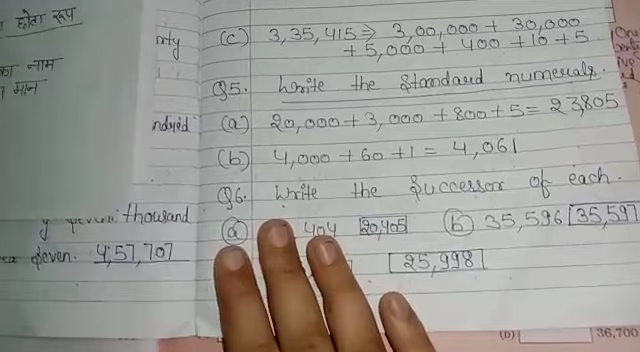 होवा रूप
का नाम
मान
nty
(c) 3,35,415 ⇒ 3,00,000 + 30,000
+ 5,000 + 400 + 10 + 5
Q5. Write the Standard numerals.
ndred (a) 20,000 + 3,000 + 800 + 5 = 23,805
(b) 4,000 + 60 + 1 = 4,061
Q6. Write the Successor of each.
thousand
(a) 404 20,405 (b) 35,596 35,597
seven. 4,57,707
25,998
(b) 36,700